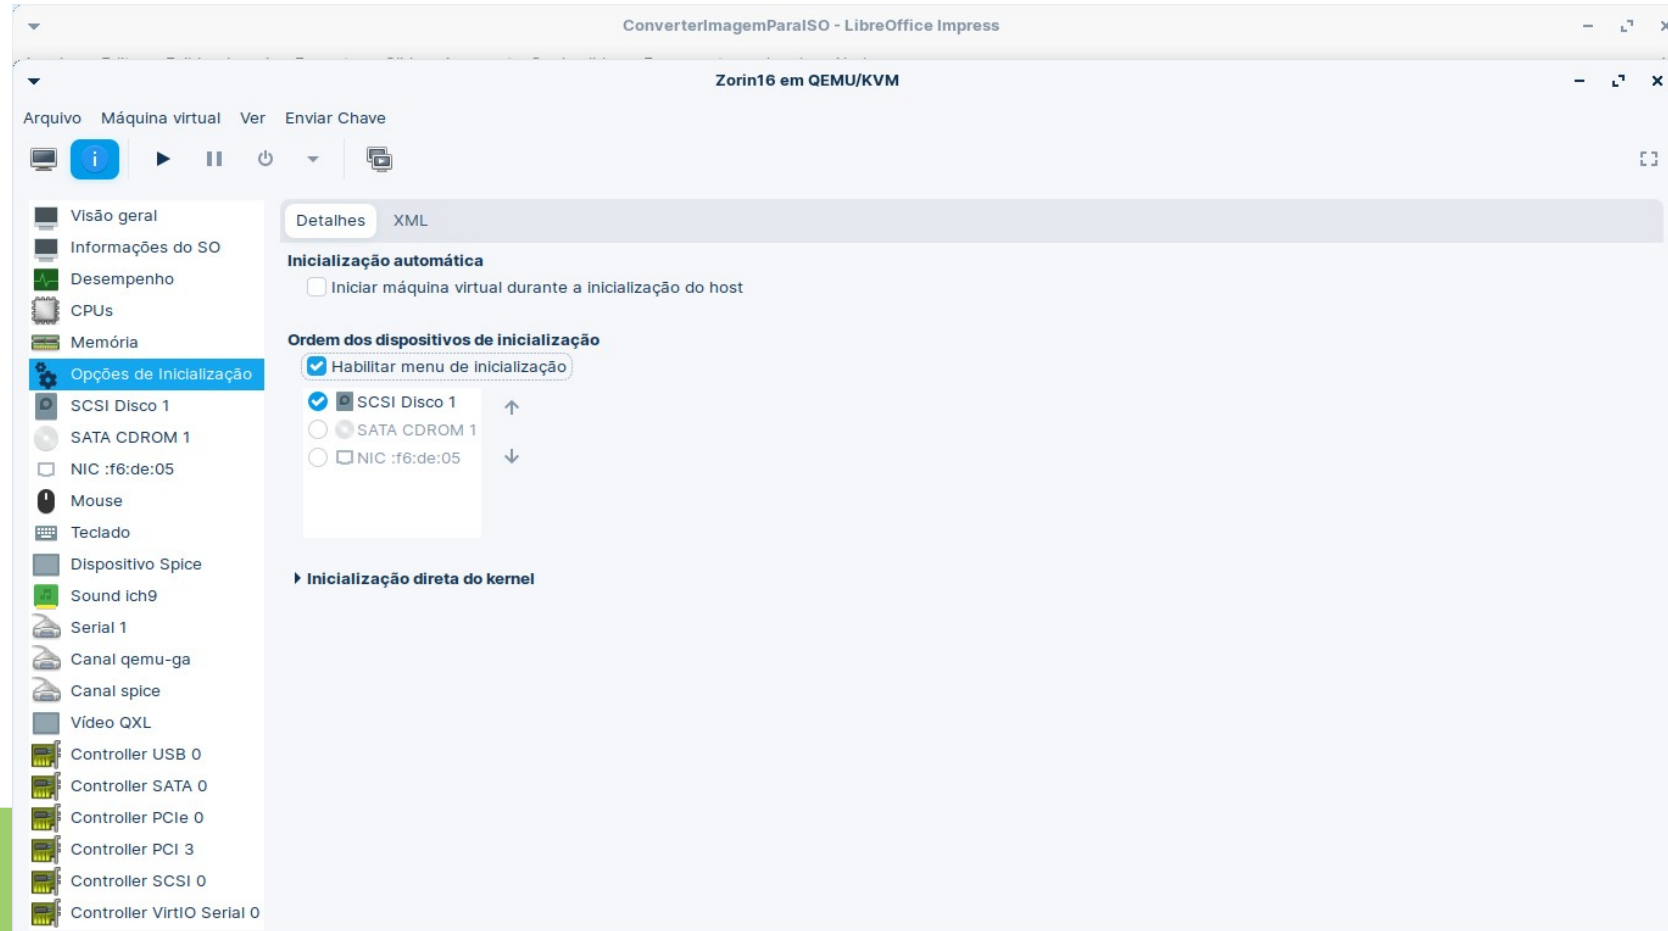 ConverterImagemParaISO - LibreOffice Impress
Zorin16 em QEMU/KVM
Arquivo Máquina virtual Ver Enviar Chave
Visão geral
Informações do SO
Desempenho
CPUs
Memória
Opções de Inicialização
SCSI Disco 1
SATA CDROM 1
NIC :f6:de:05
Mouse
Teclado
Dispositivo Spice
Sound ich9
Serial 1
Canal qemu-ga
Canal spice
Vídeo QXL
Controller USB 0
Controller SATA 0
Controller PCIe 0
Controller PCI 3
Controller SCSI 0
Controller VirtIO Serial 0
Detalhes XML
Inicialização automática
Iniciar máquina virtual durante a inicialização do host
Ordem dos dispositivos de inicialização
Habilitar menu de inicialização
SCSI Disco 1
SATA CDROM 1
NIC :f6:de:05
Inicialização direta do kernel